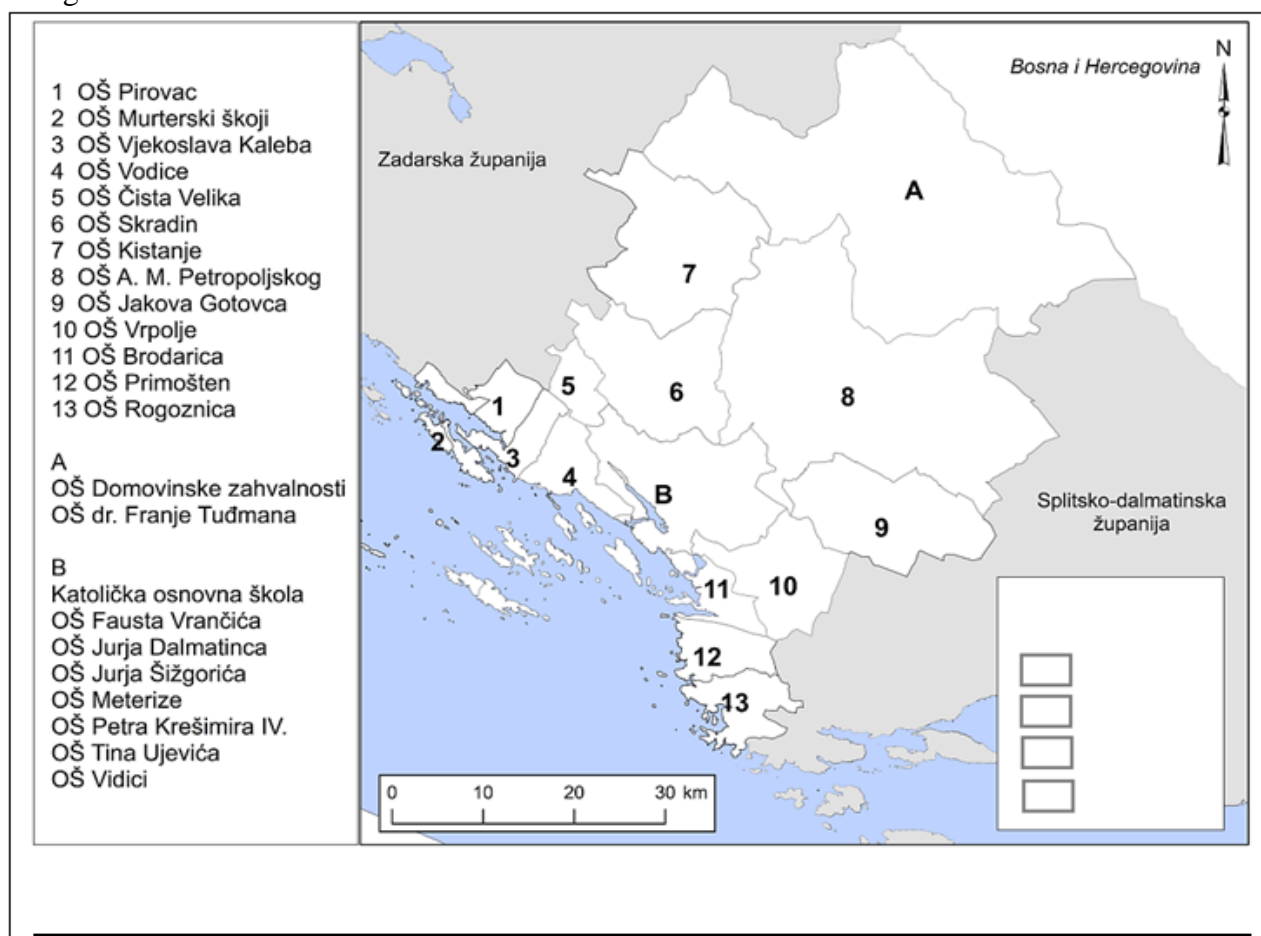 1 OŠ Pirovac
2 OŠ Murterski škoji
3 OŠ Vjekoslava Kaleba
4 OŠ Vodice
5 OŠ Čista Velika
6 OŠ Skradin
7 OŠ Kistanje
8 OŠ A. M. Petropoljskog
9 OŠ Jakova Gotovca
10 OŠ Vrpolje
11 OŠ Brodarica
12 OŠ Primošten
13 OŠ Rogoznica
A
OŠ Domovinske zahvalnosti
OŠ dr. Franje Tuđmana
B
Katolička osnovna škola
OŠ Fausta Vrančića
OŠ Jurja Dalmatinca
OŠ Jurja Šižgorića
OŠ Meterize
OŠ Petra Krešimira IV.
OŠ Tina Ujevića
OŠ Vidici
N
Bosna i Hercegovina
Zadarska županija
A
7
5
6
8
1
2
3
4
B
9
Splitsko-dalmatinska
županija
11
10
12
13
0 10 20 30 km